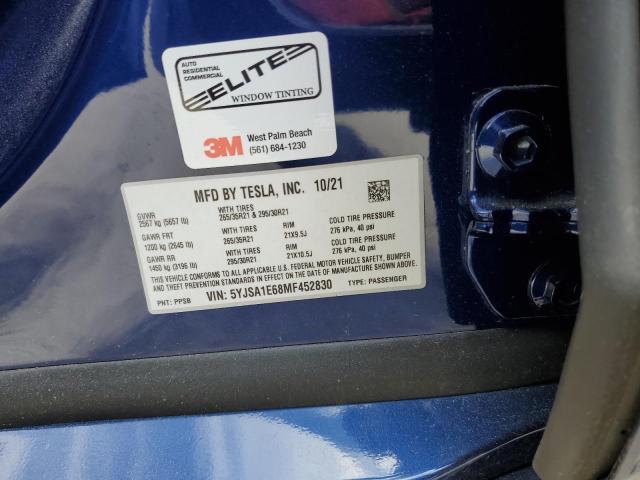 AUTO
RESIDENTIAL
COMMERCIAL
ELITE
WINDOW TINTING
3M West Palm Beach
(561) 684-1230
MFD BY TESLA, INC. 10/21
GVWR
2567 kg (5657 lb) WITH TIRES
265/35R21 & 295/30R21
GAWR FRT WITH TIRES RIM COLD TIRE PRESSURE
1200 kg (2645 lb) 265/35R21 21X9.5J 276 kPa, 40 psi
GAWR RR WITH TIRES RIM COLD TIRE PRESSURE
1450 kg (3196 lb) 295/30R21 21X10.5J 276 kPa, 40 psi
THIS VEHICLE CONFORMS TO ALL APPLICABLE U.S. FEDERAL MOTOR VEHICLE SAFETY, BUMPER
AND THEFT PREVENTION STANDARDS IN EFFECT ON THE DATE OF MANUFACTURE SHOWN ABOVE.
PNT: PPSB VIN: 5YJSA1E68MF452830 TYPE: PASSENGER